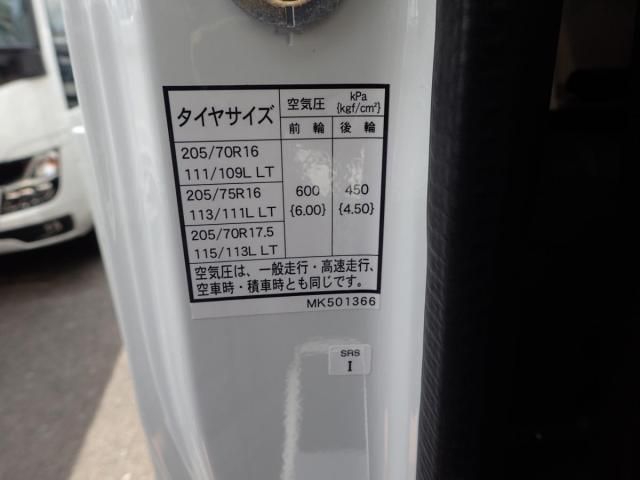 タイヤサイズ 空気圧 kPa {kgf/cm²}
前輪 後輪
205/70R16
111/109L LT
205/75R16 600 450
113/111L LT {6.00} {4.50}
205/70R17.5
115/113L LT
空気圧は、一般走行・高速走行、
空車時・積車時とも同じです。
MK501366
SRS
I